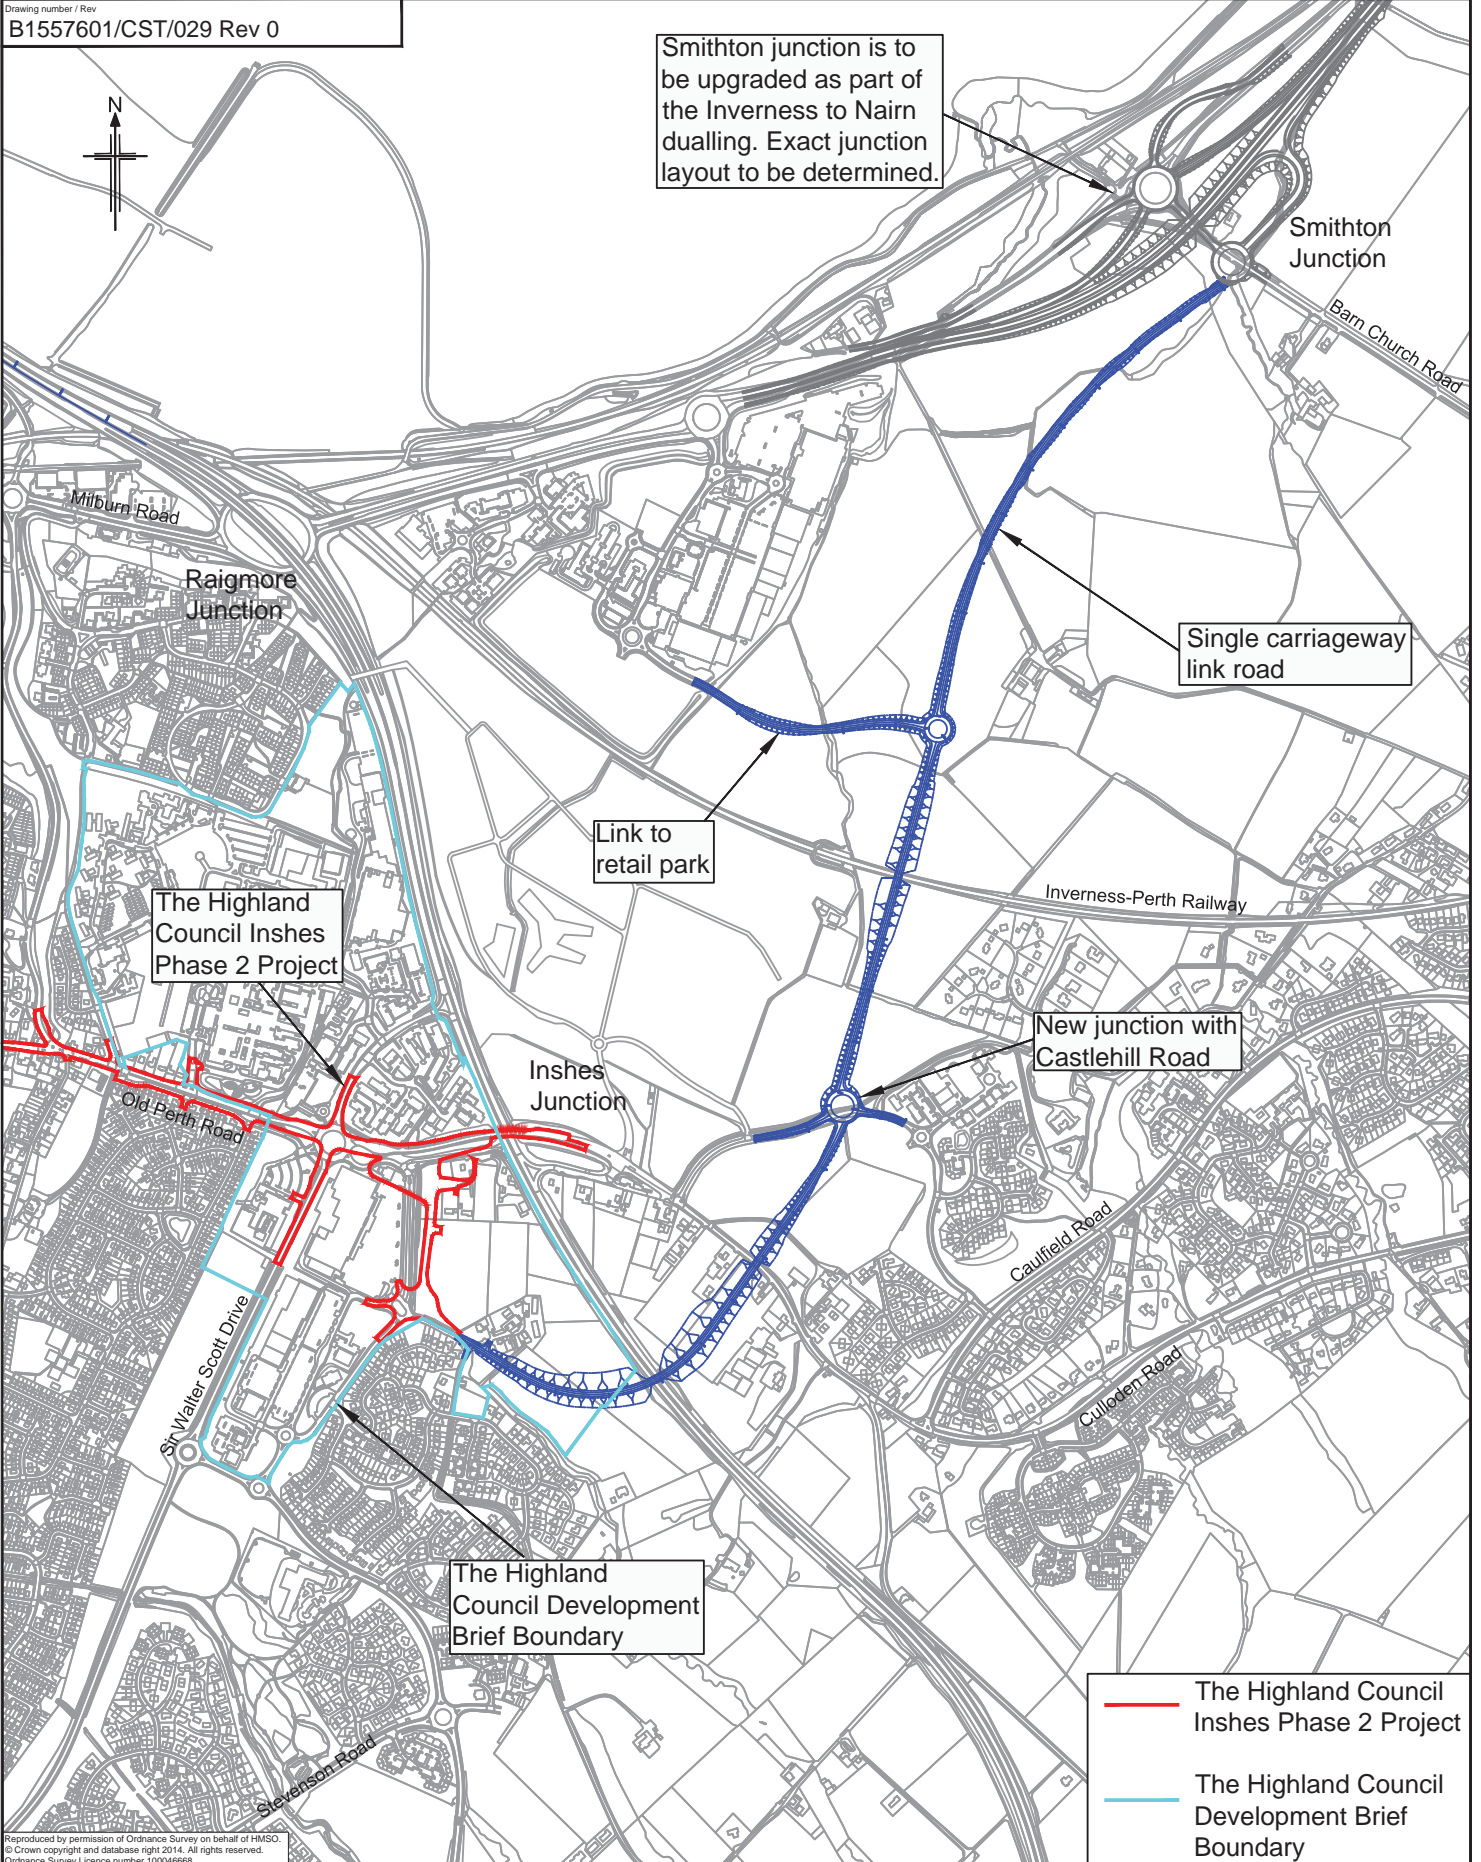 Drawing number / Rev
B1557601/CST/029 Rev 0
N
Smithton junction is to
be upgraded as part of
the Inverness to Nairn
dualling. Exact junction
layout to be determined.
Smithton
Junction
Barn Church Road
Milburn Road
Raigmore
Junction
Single carriageway
link road
Link to
retail park
Inverness-Perth Railway
The Highland
Council Inshes
Phase 2 Project
New junction with
Castlehill Road
Inshes
Junction
Old Perth Road
Caulfield Road
Sir Walter Scott Drive
Culloden Road
The Highland
Council Development
Brief Boundary
Stevenson Road
The Highland Council
Inshes Phase 2 Project
The Highland Council
Development Brief
Boundary
Reproduced by permission of Ordnance Survey on behalf of HMSO.
© Crown copyright and database right 2014. All rights reserved.
Ordnance Survey Licence number 100046668